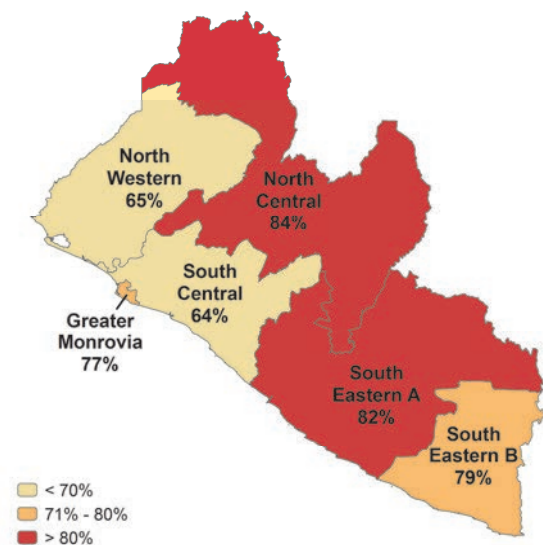 North
Western
65%
North
Central
84%
South
Central
64%
Greater
Monrovia
77%
South
Eastern A
82%
South
Eastern B
79%
< 70%
71% - 80%
> 80%